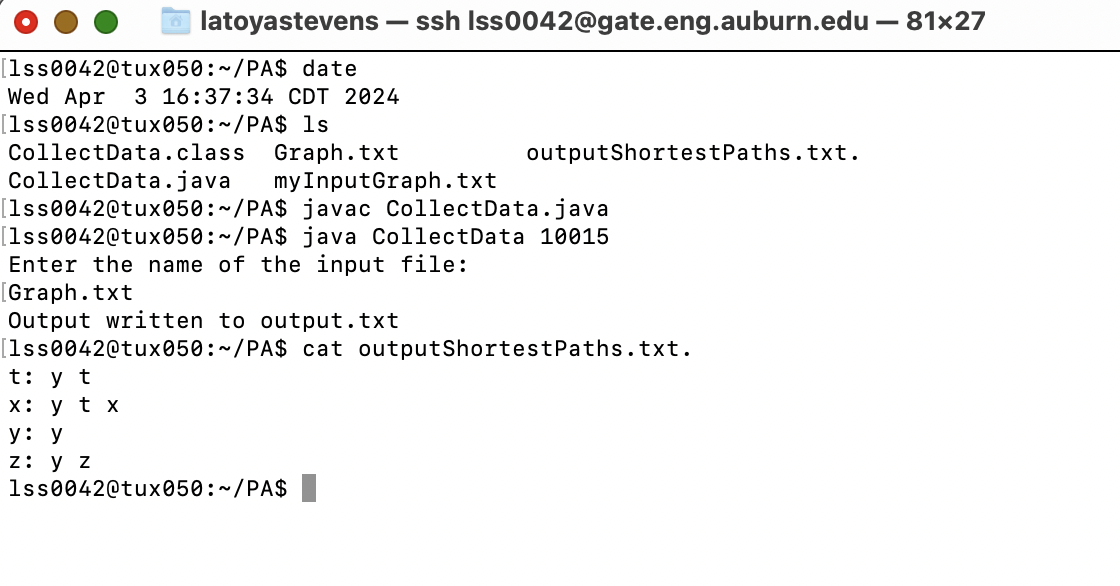 latoyastevens — ssh lss0042@gate.eng.auburn.edu — 81×27
[lss0042@tux050:~/PA$ date
Wed Apr  3 16:37:34 CDT 2024
[lss0042@tux050:~/PA$ ls
CollectData.class  Graph.txt         outputShortestPaths.txt.
CollectData.java   myInputGraph.txt
[lss0042@tux050:~/PA$ javac CollectData.java
[lss0042@tux050:~/PA$ java CollectData 10015
Enter the name of the input file:
[Graph.txt
Output written to output.txt
[lss0042@tux050:~/PA$ cat outputShortestPaths.txt.
t: y t
x: y t x
y: y
z: y z
lss0042@tux050:~/PA$